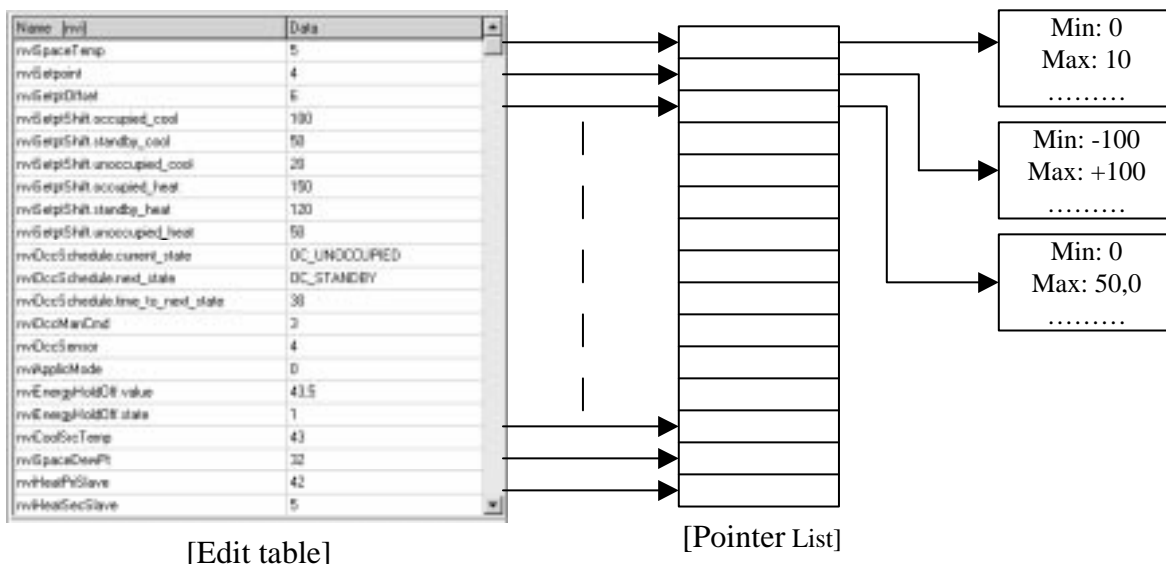 Name [nvi] Data
nviSpaceTemp 5
nviSetpoint 4
nviSetptOffset 6
nviSetptShift.occupied_cool 100
nviSetptShift.standby_cool 50
nviSetptShift.unoccupied_cool 20
nviSetptShift.occupied_heat 150
nviSetptShift.standby_heat 120
nviSetptShift.unoccupied_heat 50
nviOccSchedule.current_state OC_UNOCCUPIED
nviOccSchedule.next_state OC_STANDBY
nviOccSchedule.time_to_next_state 30
nviOccManCmd 3
nviOccSensor 4
nviApplicMode 0
nviEnergyHoldOff.value 43.5
nviEnergyHoldOff.state 1
nviCoolSrcTemp 43
nviSpaceDewPt 32
nviHeatPriSlave 42
nviHeatSecSlave 5
[Edit table]
[Pointer List]
Min: 0
Max: 10
………
Min: -100
Max: +100
………
Min: 0
Max: 50,0
………